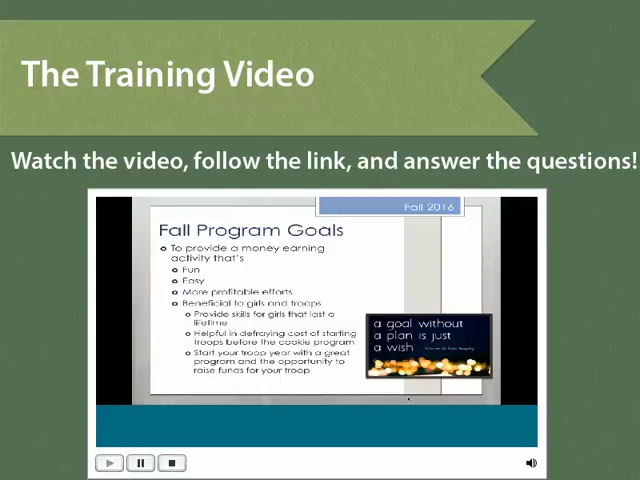 The Training Video
Watch the video, follow the link, and answer the questions!
Fall 2016
Fall Program Goals
To provide a money earning
activity that's
Fun
Easy
More profitable efforts
Beneficial to girls and troops
Provide skills for girls that last a
lifetime
Helpful in defraying cost of starting
troops before the cookie program
Start your troop year with a great
program and the opportunity to
raise funds for your troop
a goal without
a plan is just
a wish